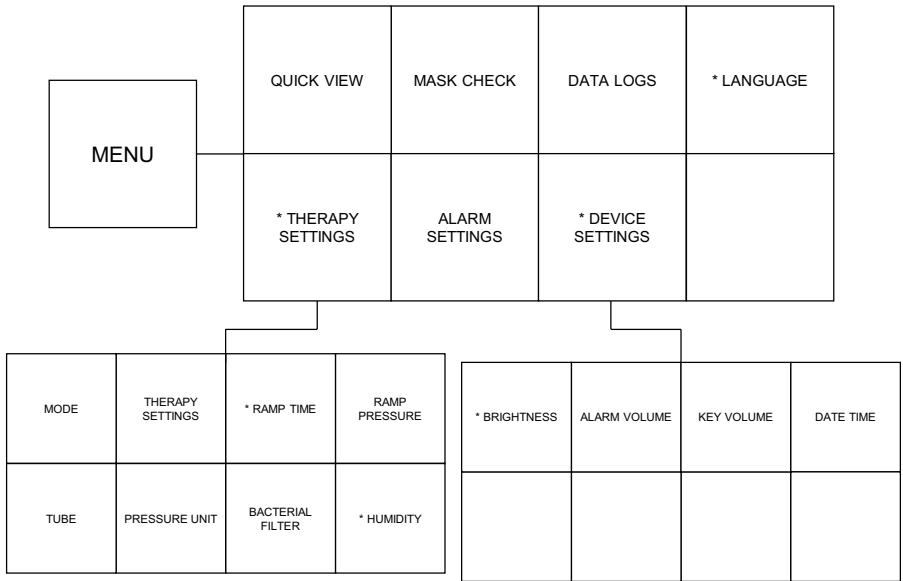 QUICK VIEW
MASK CHECK
DATA LOGS
* LANGUAGE
MENU
* THERAPY
SETTINGS
ALARM
SETTINGS
* DEVICE
SETTINGS
MODE
THERAPY
SETTINGS
* RAMP TIME
RAMP
PRESSURE
* BRIGHTNESS
ALARM VOLUME
KEY VOLUME
DATE TIME
TUBE
PRESSURE UNIT
BACTERIAL
FILTER
* HUMIDITY